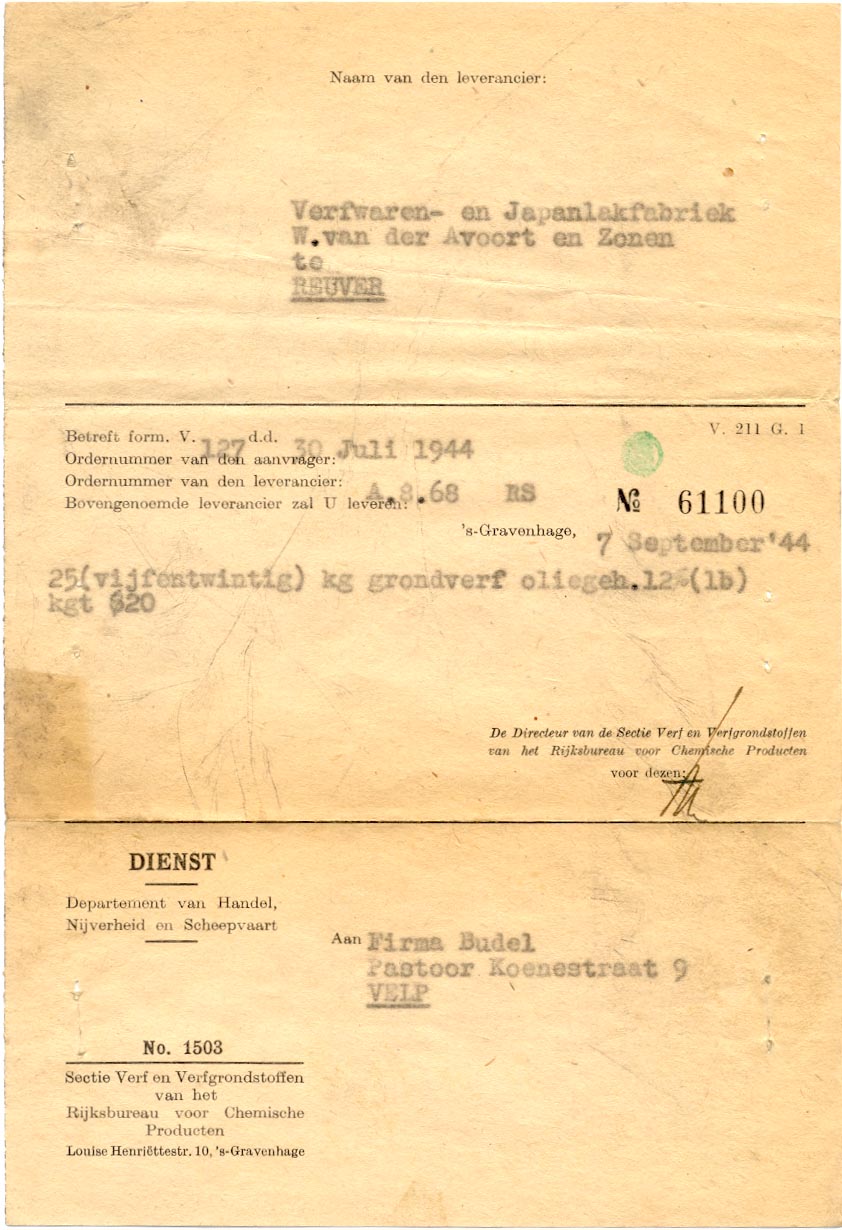 Naam van den leverancier:
Verfwaren- en Japanlakfabriek
W.van der Avoort en Zonen
te
REUVER
V. 211 G. 1
Betreft form. V. 127 d.d. 30 Juli 1944
Ordernummer van den aanvrager:
Ordernummer van den leverancier:
Bovengenoemde leverancier zal U leveren: A.8.68 RS
№ 61100
's-Gravenhage, 7 September'44
25(vijfentwintig) kg grondverf oliegeh.12%(1b)
kgt 620
De Directeur van de Sectie Verf en Verfgrondstoffen
van het Rijksbureau voor Chemische Producten
voor dezen:
DIENST
Departement van Handel,
Nijverheid en Scheepvaart
Aan Firma Budel
Pastoor Koenestraat 9
VELP
No. 1503
Sectie Verf en Verfgrondstoffen
van het
Rijksbureau voor Chemische
Producten
Louise Henriëttestr. 10, 's-Gravenhage